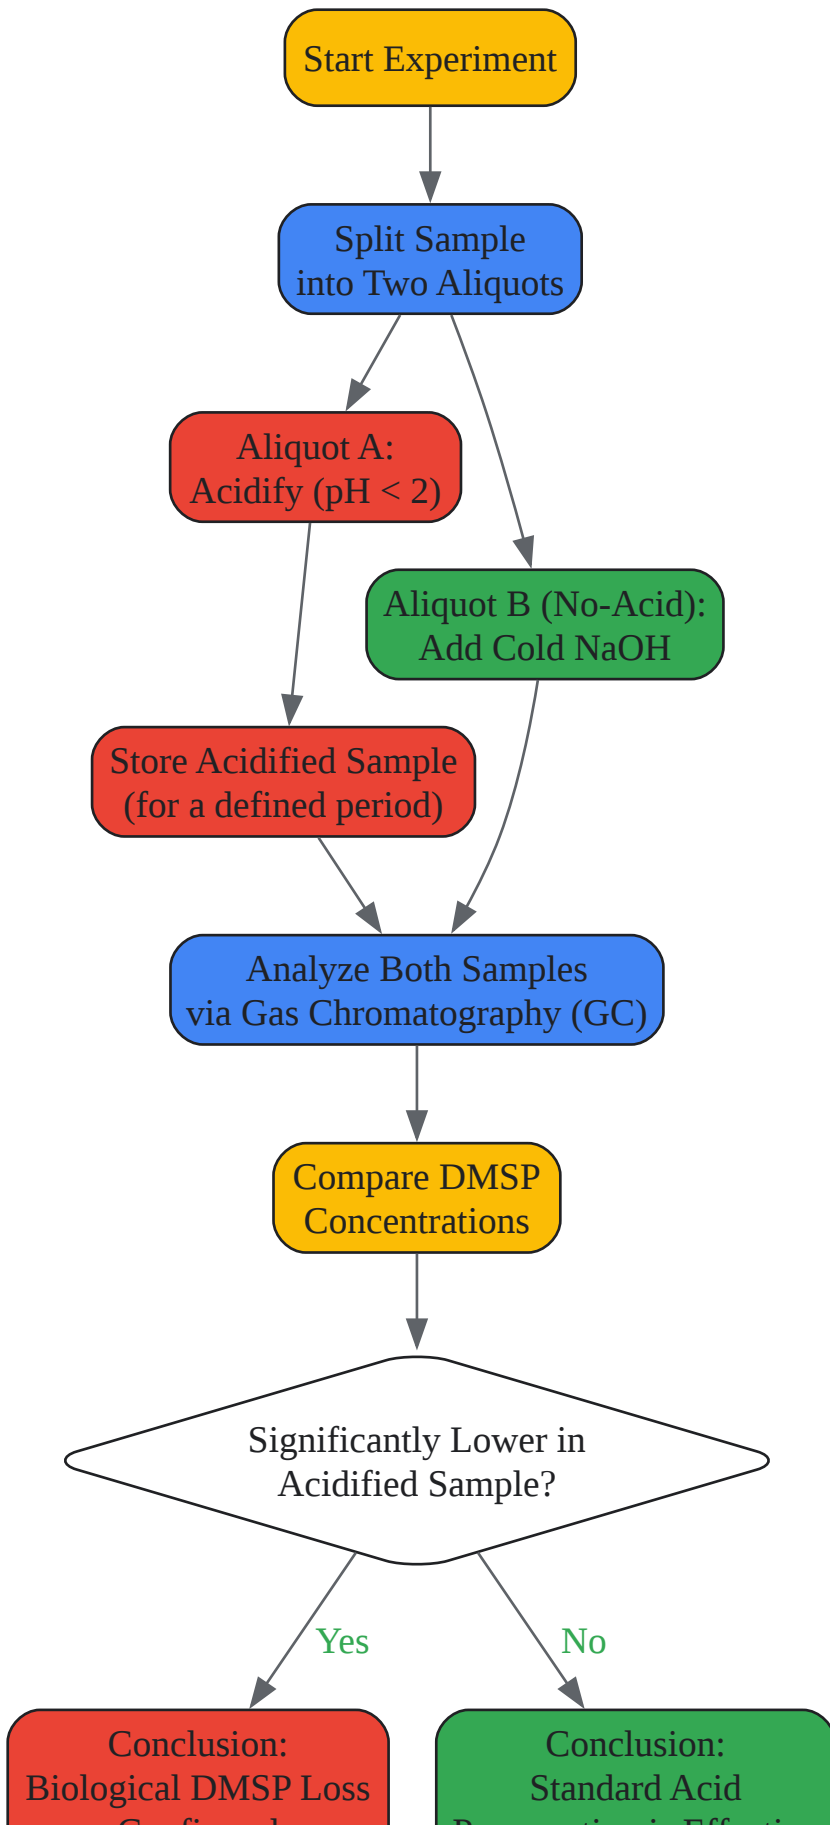 Start Experiment
Split Sample
into Two Aliquots
Aliquot A:
Acidify (pH < 2)
Aliquot B (No-Acid):
Add Cold NaOH
Store Acidified Sample
(for a defined period)
Analyze Both Samples
via Gas Chromatography (GC)
Compare DMSP
Concentrations
Significantly Lower in
Acidified Sample?
Yes
No
Conclusion:
Biological DMSP Loss
Conclusion:
Standard Acid